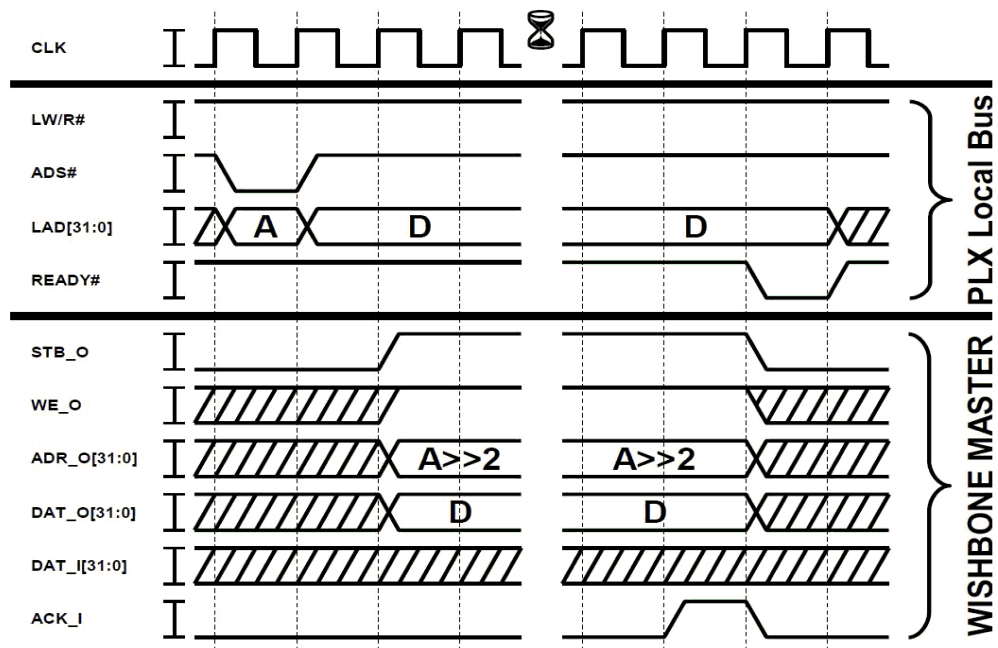 CLK
LW/R#
ADS#
LAD[31:0] A D D
READY#
PLX Local Bus
STB_O
WE_O
ADR_O[31:0] A>>2 A>>2
DAT_O[31:0] D D
DAT_I[31:0]
ACK_I
WISHBONE MASTER